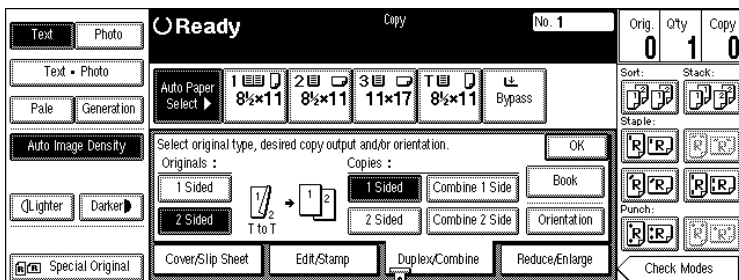 Text Photo
Text • Photo
Pale Generation
Auto Image Density
Lighter Darker
Special Original
Ready
Copy
No. 1
Auto Paper Select
1 8½×11
2 8½×11
3 11×17
T 8½×11
Bypass
Select original type, desired copy output and/or orientation.
OK
Originals :
Copies :
1 Sided
2 Sided
1 2
T to T
1 2
1 Sided Combine 1 Side Book
2 Sided Combine 2 Side Orientation
Cover/Slip Sheet Edit/Stamp Duplex/Combine Reduce/Enlarge
Orig. Q'ty Copy
0 1 0
Sort: Stack:
Staple:
Punch:
Check Modes